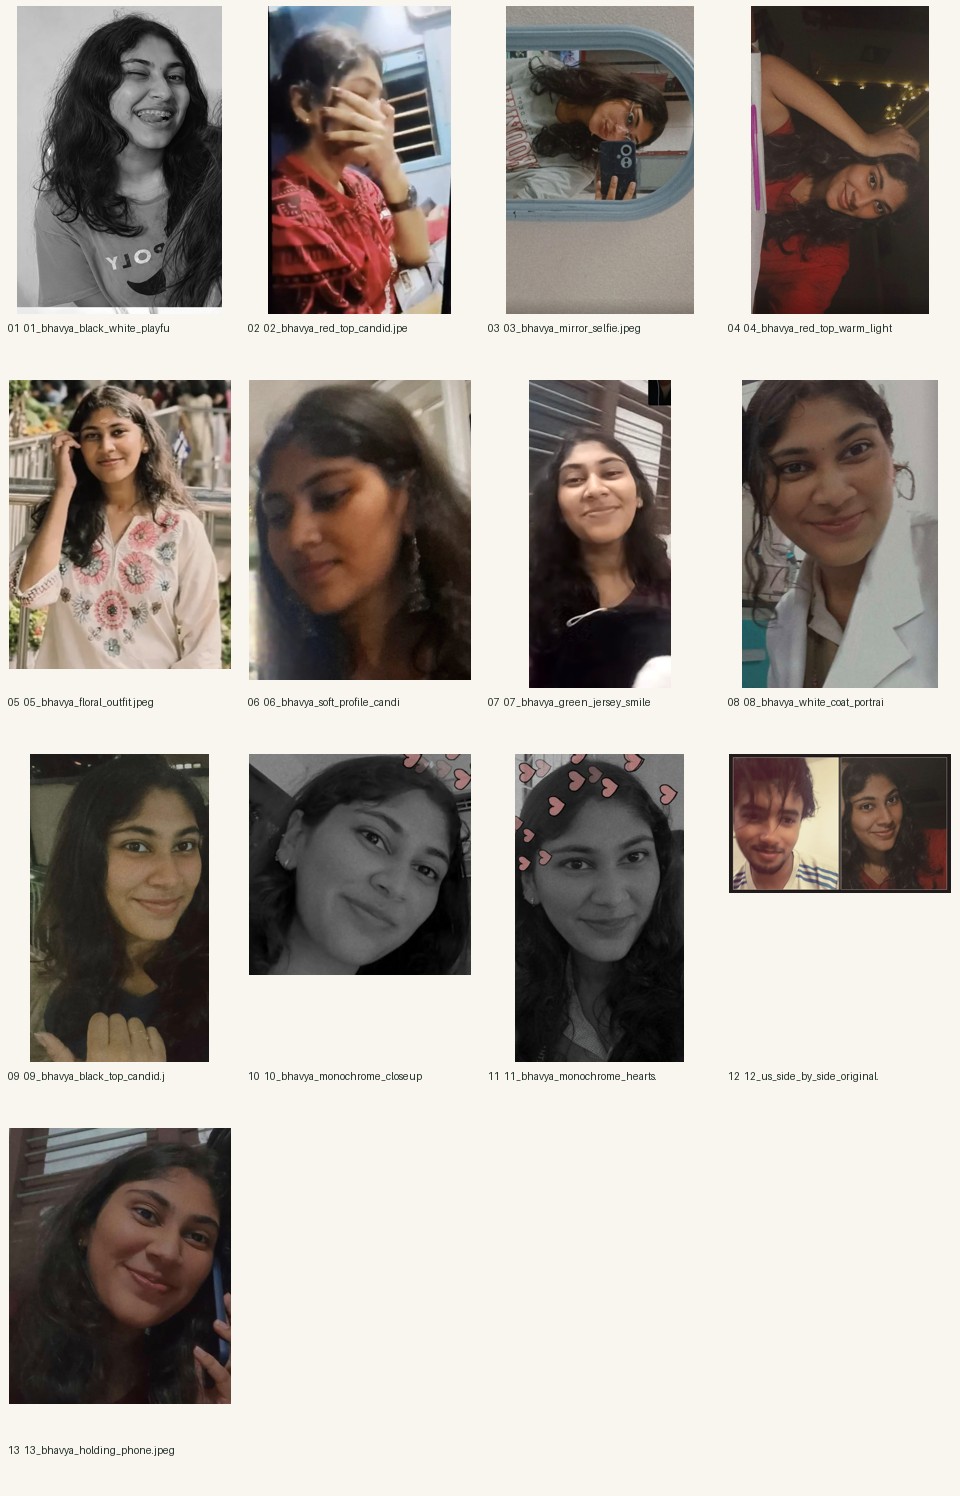 YJO9
01 01_bhavya_black_white_playfu
02 02_bhavya_red_top_candid.jpe
03 03_bhavya_mirror_selfie.jpeg
04 04_bhavya_red_top_warm_light
05 05_bhavya_floral_outfit.jpeg
06 06_bhavya_soft_profile_candi
07 07_bhavya_green_jersey_smile
08 08_bhavya_white_coat_portrai
09 09_bhavya_black_top_candid.j
10 10_bhavya_monochrome_closeup
11 11_bhavya_monochrome_hearts.
12 12_us_side_by_side_original.
13 13_bhavya_holding_phone.jpeg